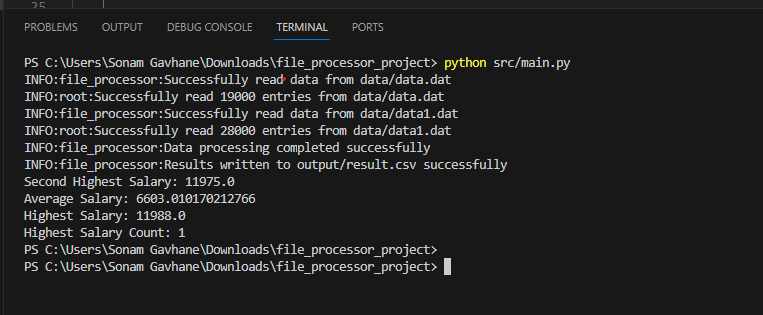 25
PROBLEMS OUTPUT DEBUG CONSOLE TERMINAL PORTS
PS C:\Users\Sonam Gavhane\Downloads\file_processor_project> python src/main.py
INFO:file_processor:Successfully read data from data/data.dat
INFO:root:Successfully read 19000 entries from data/data.dat
INFO:file_processor:Successfully read data from data/data1.dat
INFO:root:Successfully read 28000 entries from data/data1.dat
INFO:file_processor:Data processing completed successfully
INFO:file_processor:Results written to output/result.csv successfully
Second Highest Salary: 11975.0
Average Salary: 6603.010170212766
Highest Salary: 11988.0
Highest Salary Count: 1
PS C:\Users\Sonam Gavhane\Downloads\file_processor_project>
PS C:\Users\Sonam Gavhane\Downloads\file_processor_project>